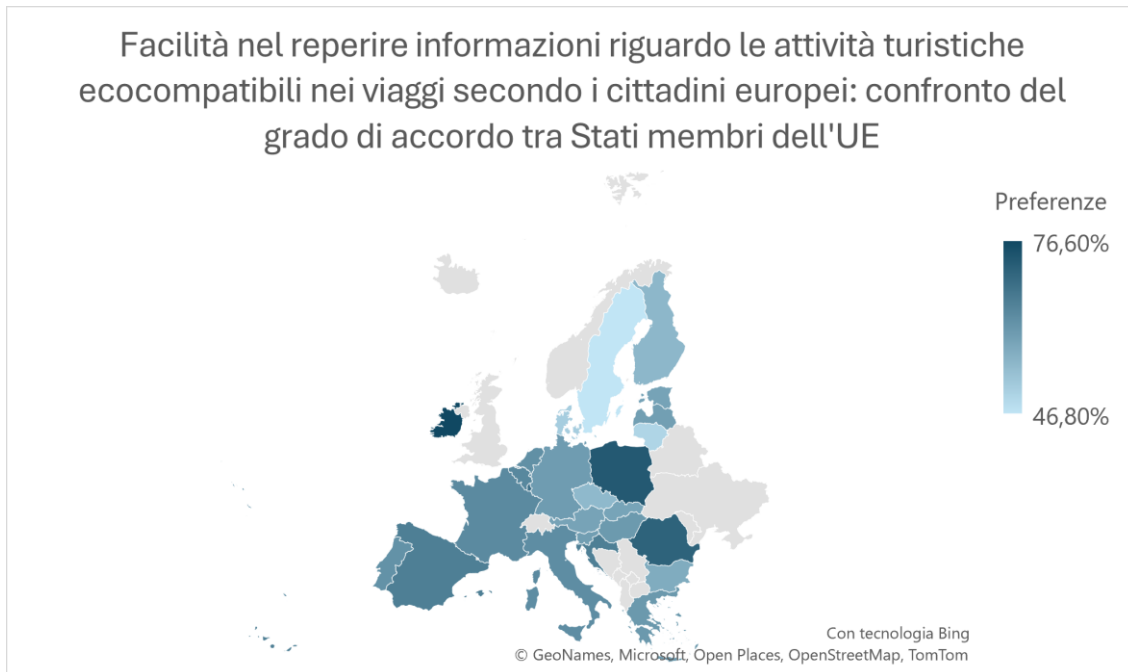 Facilità nel reperire informazioni riguardo le attività turistiche
ecocompatibili nei viaggi secondo i cittadini europei: confronto del
grado di accordo tra Stati membri dell'UE
Preferenze
76,60%
46,80%
Con tecnologia Bing
© GeoNames, Microsoft, Open Places, OpenStreetMap, TomTom